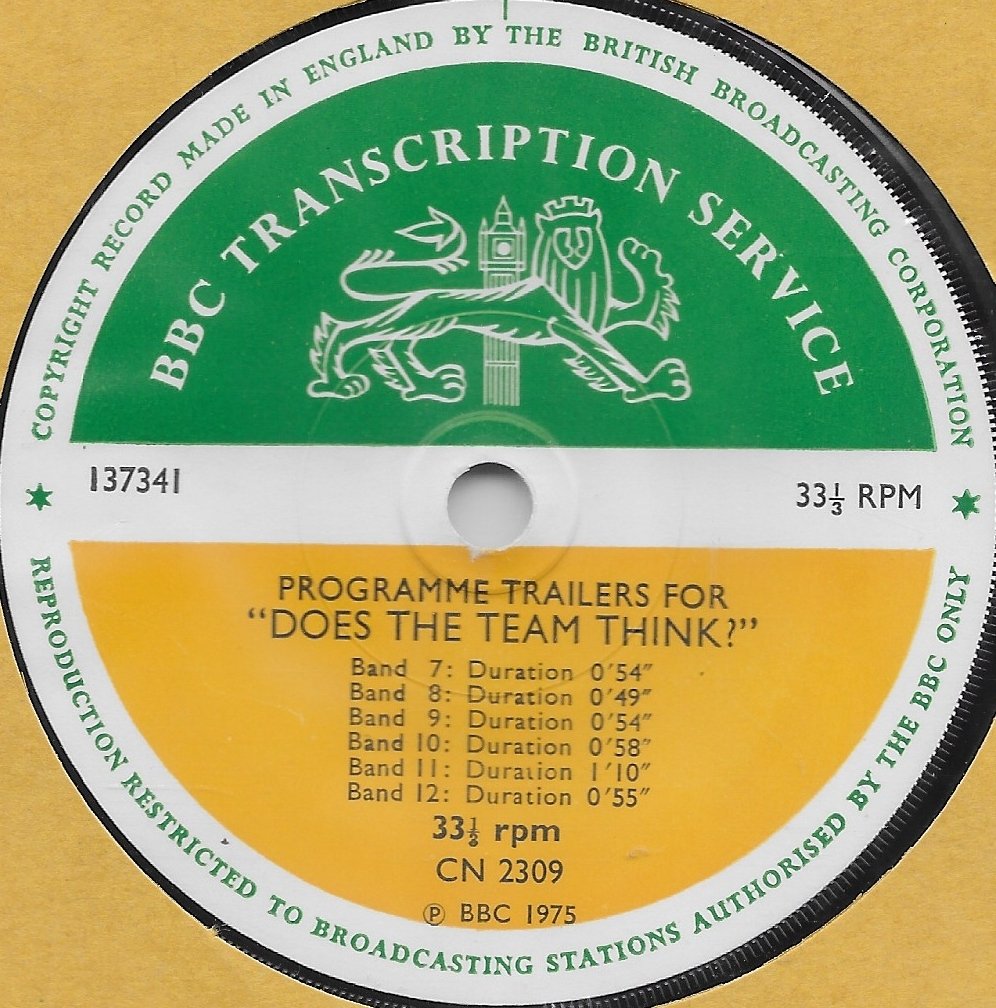 COPYRIGHT RECORD MADE IN ENGLAND BY THE BRITISH BROADCASTING CORPORATION
BBC TRANSCRIPTION SERVICE
137341
33⅓ RPM
PROGRAMME TRAILERS FOR
“DOES THE TEAM THINK?”
Band 7: Duration 0'54"
Band 8: Duration 0'49"
Band 9: Duration 0'54"
Band 10: Duration 0'58"
Band 11: Duration 1'10"
Band 12: Duration 0'55"
33⅓ rpm
CN 2309
Ⓟ BBC 1975
REPRODUCTION RESTRICTED TO BROADCASTING STATIONS AUTHORISED BY THE BBC ONLY